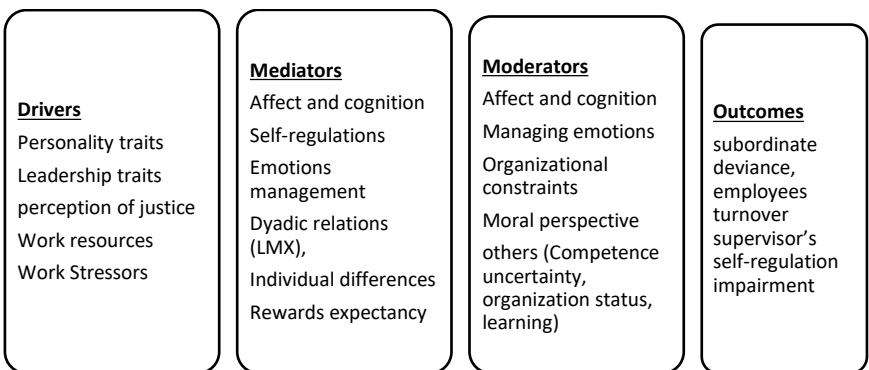 Drivers
Personality traits
Leadership traits
perception of justice
Work resources
Work Stressors
Mediators
Affect and cognition
Self-regulations
Emotions
management
Dyadic relations
(LMX),
Individual differences
Rewards expectancy
Moderators
Affect and cognition
Managing emotions
Organizational
constraints
Moral perspective
others (Competence
uncertainty,
organization status,
learning)
Outcomes
subordinate
deviance,
employees
turnover
supervisor’s
self-regulation
impairment